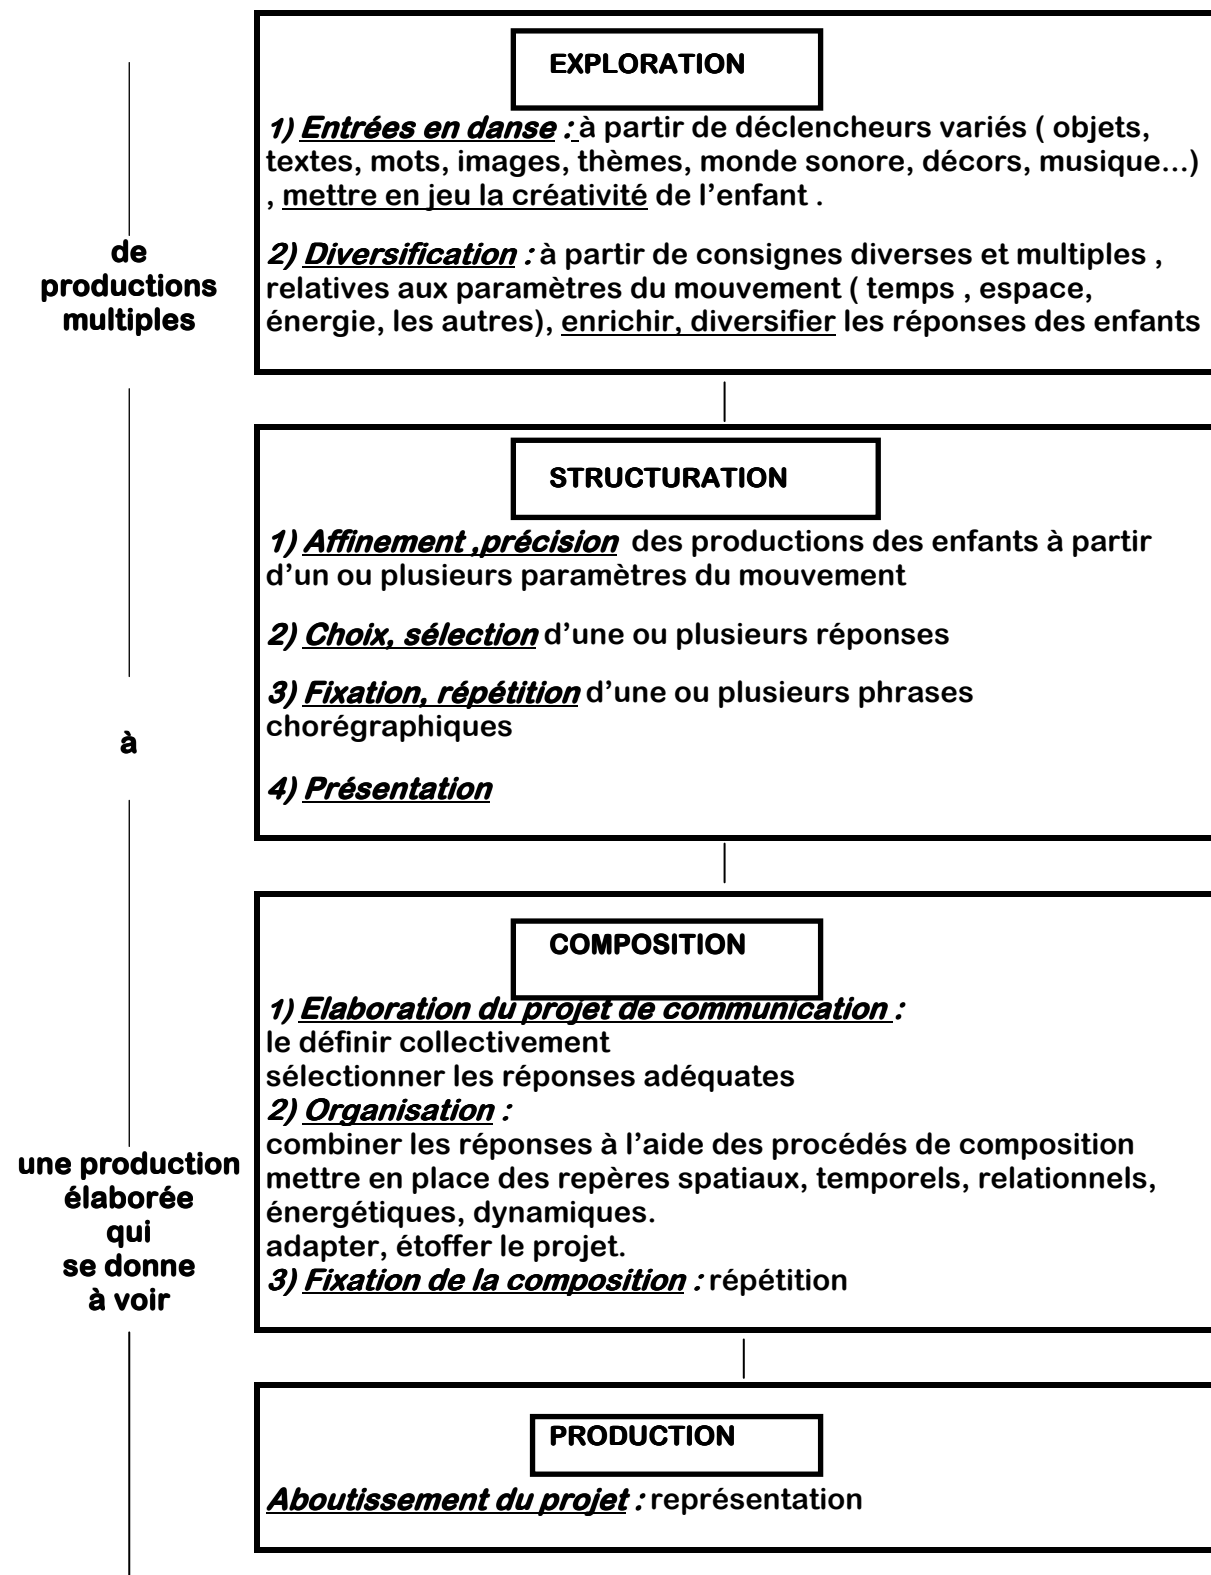 de
productions
multiples
à
une production
élaborée
qui
se donne
à voir
EXPLORATION
1) Entrées en danse : à partir de déclencheurs variés ( objets,
textes, mots, images, thèmes, monde sonore, décors, musique...)
, mettre en jeu la créativité de l’enfant .
2) Diversification : à partir de consignes diverses et multiples ,
relatives aux paramètres du mouvement ( temps , espace,
énergie, les autres), enrichir, diversifier les réponses des enfants
STRUCTURATION
1) Affinement ,précision des productions des enfants à partir
d’un ou plusieurs paramètres du mouvement
2) Choix, sélection d’une ou plusieurs réponses
3) Fixation, répétition d’une ou plusieurs phrases
chorégraphiques
4) Présentation
COMPOSITION
1) Elaboration du projet de communication :
le définir collectivement
sélectionner les réponses adéquates
2) Organisation :
combiner les réponses à l’aide des procédés de composition
mettre en place des repères spatiaux, temporels, relationnels,
énergétiques, dynamiques.
adapter, étoffer le projet.
3) Fixation de la composition : répétition
PRODUCTION
Aboutissement du projet : représentation